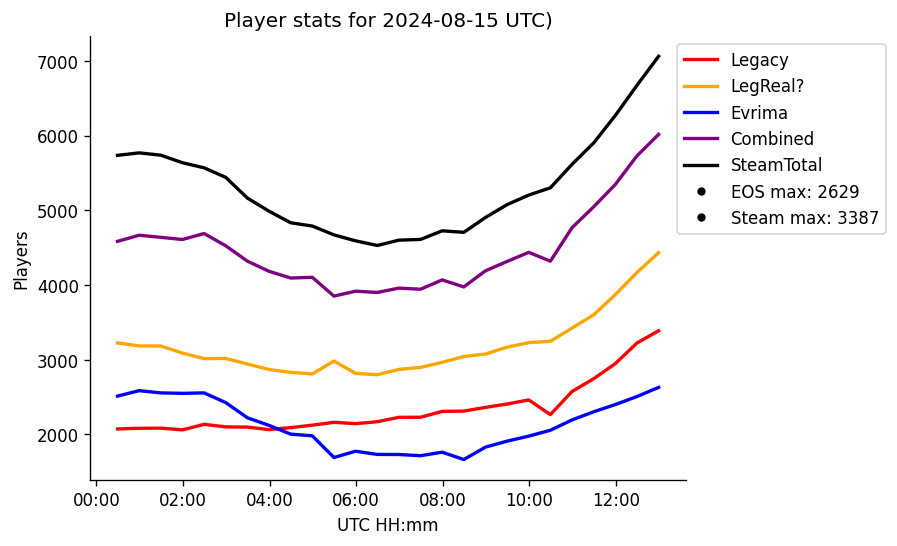 Player stats for 2024-08-15 UTC)
7000
6000
5000
4000
3000
2000
Players
00:00 02:00 04:00 06:00 08:00 10:00 12:00
UTC HH:mm
Legacy
LegReal?
Evrima
Combined
SteamTotal
EOS max: 2629
Steam max: 3387